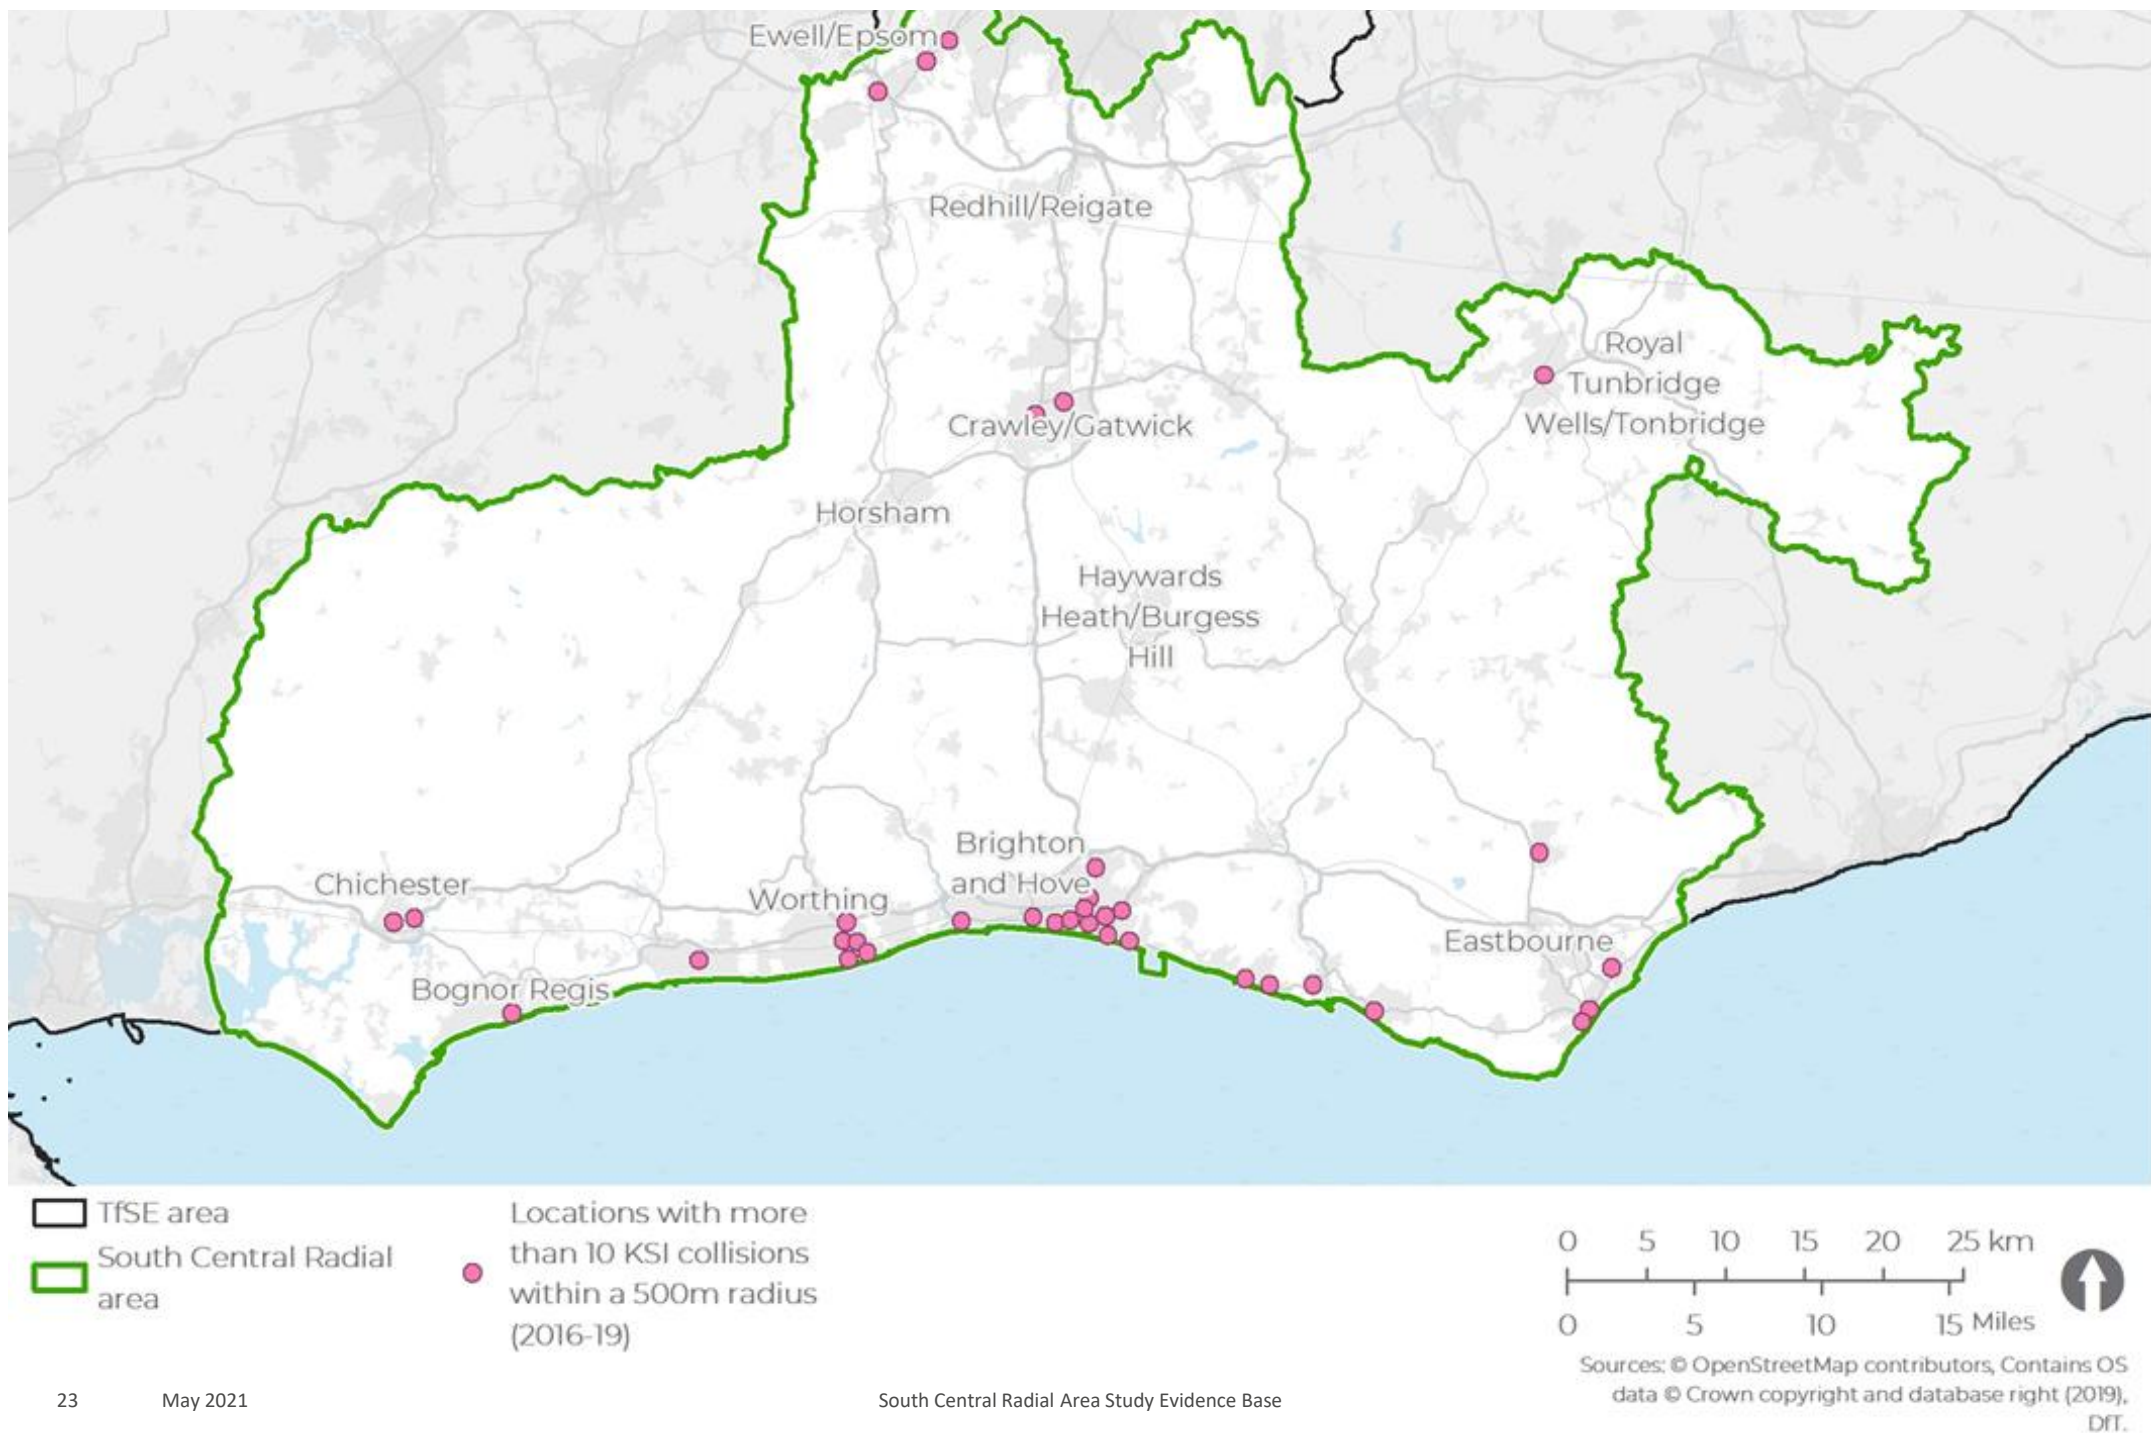 Ewell/Epsom
Redhill/Reigate
Royal
Tunbridge
Wells/Tonbridge
Crawley/Gatwick
Horsham
Haywards
Heath/Burgess
Hill
Brighton
and Hove
Chichester
Worthing
Eastbourne
Bognor Regis
TfSE area
South Central Radial
area
Locations with more
than 10 KSI collisions
within a 500m radius
(2016-19)
0 5 10 15 20 25 km
0 5 10 15 Miles
Sources: © OpenStreetMap contributors, Contains OS
data © Crown copyright and database right (2019),
DfT.
23 May 2021 South Central Radial Area Study Evidence Base